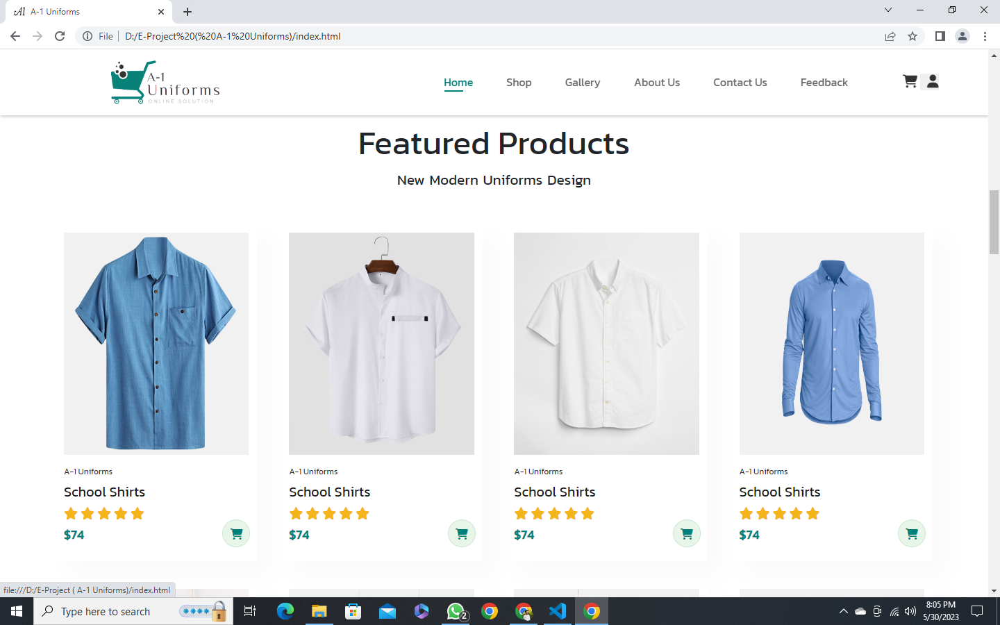 A-1 Uniforms
File
D:/E-Project%20(%20A-1%20Uniforms)/index.html
A-1
Uniforms
ONLINE SOLUTION
Home Shop Gallery About Us Contact Us Feedback
Featured Products
New Modern Uniforms Design
A-1 Uniforms A-1 Uniforms A-1 Uniforms A-1 Uniforms
School Shirts School Shirts School Shirts School Shirts
$74 $74 $74 $74
file:///D:/E-Project ( A-1 Uniforms)/index.html
Type here to search
2
8:05 PM
5/30/2023